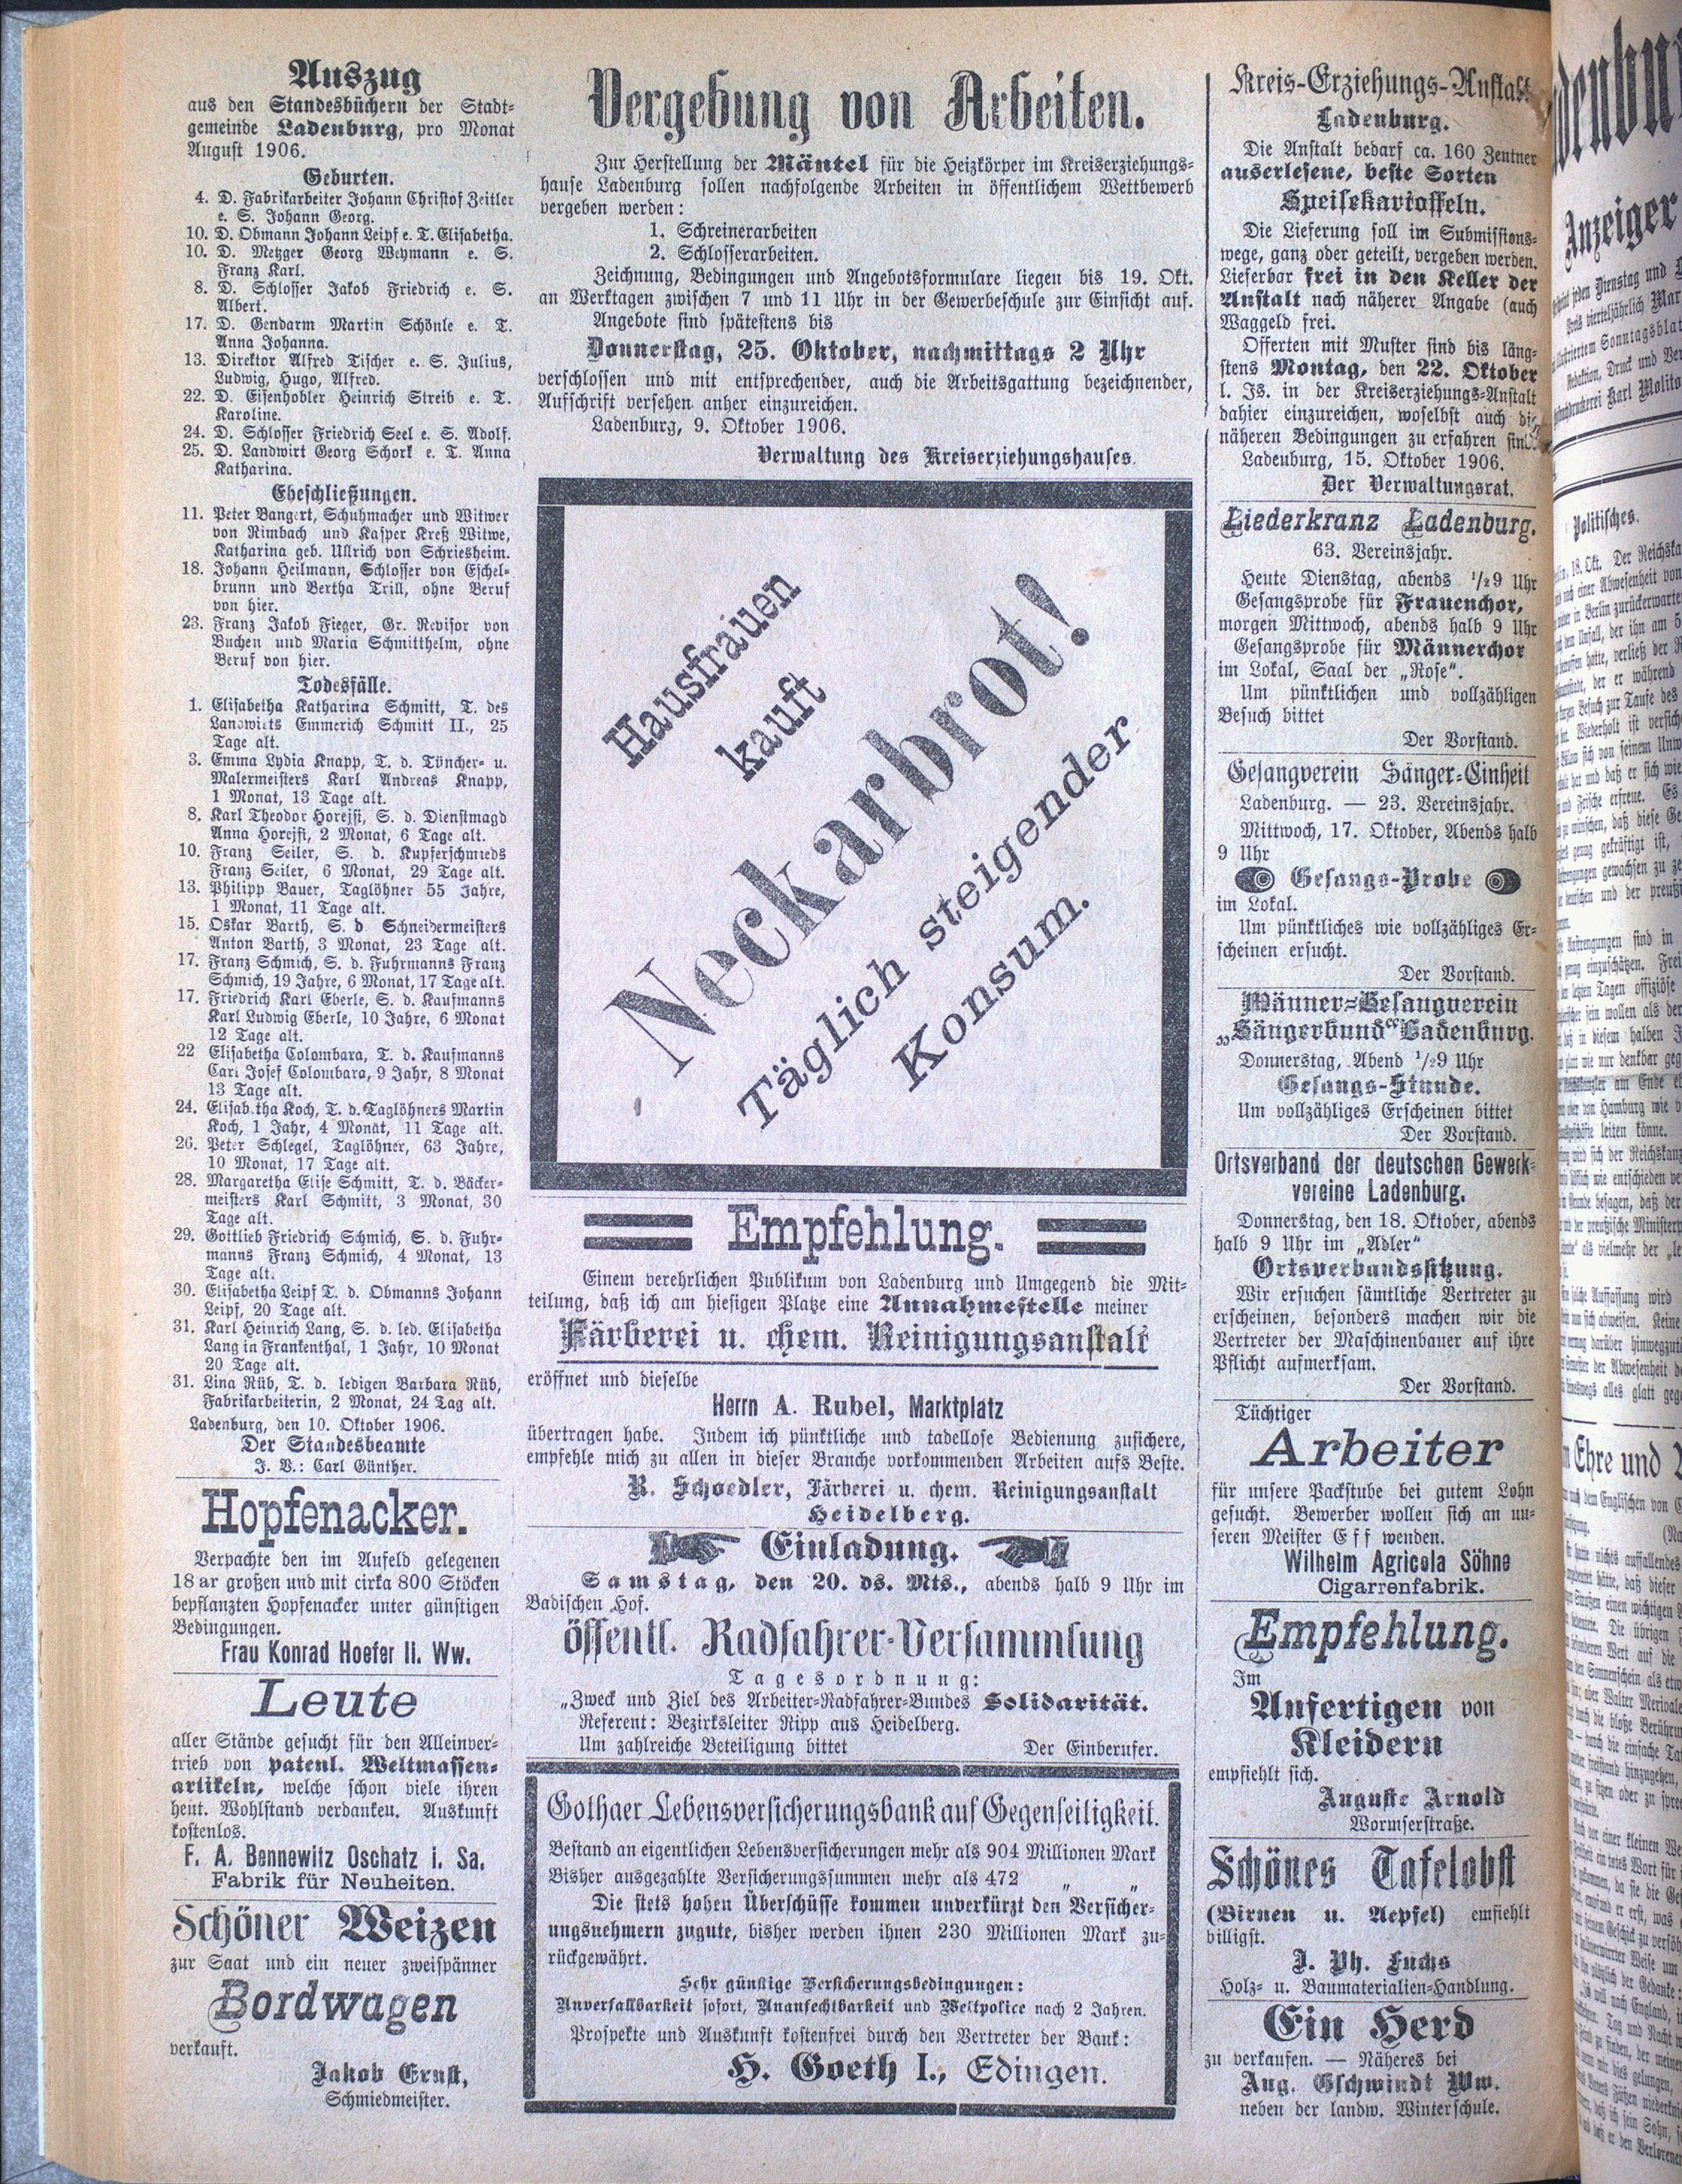 Auszug
aus den Standesbüchern der Stadt-
gemeinde Ladenburg, pro Monat
August 1906.
Geburten.
4. D. Fabrikarbeiter Johann Christof Zeitler
e. S. Johann Georg.
10. D. Obmann Johann Leipf e. T. Elisabetha.
10. D. Metzger Georg Weymann e. S.
Franz Karl.
8. D. Schlosser Jakob Friedrich e. S.
Albert.
17. D. Gendarm Martin Schönle e. T.
Anna Johanna.
13. Direktor Alfred Tischer e. S. Julius,
Ludwig, Hugo, Alfred.
22. D. Eisenhobler Heinrich Streib e. T.
Karoline.
24. D. Schlosser Friedrich Seel e. S. Adolf.
25. D. Landwirt Georg Schork e. T. Anna
Katharina.
Eheschließungen.
11. Peter Bangert, Schuhmacher und Witwer
von Rimbach und Kasper Kreß Witwe,
Katharina geb. Ullrich von Schriesheim.
18. Johann Heilmann, Schlosser von Eschel-
brunn und Bertha Trill, ohne Beruf
von hier.
23. Franz Jakob Fieger, Gr. Revisor von
Buchen und Maria Schmitthelm, ohne
Beruf von hier.
Todesfälle.
1. Elisabetha Katharina Schmitt, T. des
Landwirts Emmerich Schmitt II., 25
Tage alt.
3. Emma Lydia Knapp, T. d. Tüncher- u.
Malermeisters Karl Andreas Knapp,
1 Monat, 13 Tage alt.
8. Karl Theodor Horejsi, S. d. Dienstmagd
Anna Horejsi, 2 Monat, 6 Tage alt.
10. Franz Seiler, S. d. Kupferschmieds
Franz Seiler, 6 Monat, 29 Tage alt.
13. Philipp Bauer, Taglöhner 55 Jahre,
1 Monat, 11 Tage alt.
15. Oskar Barth, S. d Schneidermeisters
Anton Barth, 3 Monat, 23 Tage alt.
17. Franz Schmich, S. d. Fuhrmanns Franz
Schmich, 19 Jahre, 6 Monat, 17 Tage alt.
17. Friedrich Karl Eberle, S. d. Kaufmanns
Karl Ludwig Eberle, 10 Jahre, 6 Monat
12 Tage alt.
22 Elisabetha Colombara, T. d. Kaufmanns
Carl Josef Colombara, 9 Jahr, 8 Monat
13 Tage alt.
24. Elisab.tha Koch, T. d. Taglöhners Martin
Koch, 1 Jahr, 4 Monat, 11 Tage alt.
26. Peter Schlegel, Taglöhner, 63 Jahre,
10 Monat, 17 Tage alt.
28. Margaretha Elise Schmitt, T. d. Bäcker-
meisters Karl Schmitt, 3 Monat, 30
Tage alt.
29. Gottlieb Friedrich Schmich, S. d. Fuhr-
manns Franz Schmich, 4 Monat, 13
Tage alt.
30. Elisabetha Leipf T. d. Obmanns Johann
Leipf, 20 Tage alt.
31. Karl Heinrich Lang, S. d. led. Elisabetha
Lang in Frankenthal, 1 Jahr, 10 Monat
20 Tage alt.
31. Lina Rüb, T. d. ledigen Barbara Rüb,
Fabrikarbeiterin, 2 Monat, 24 Tag alt.
Ladenburg, den 10. Oktober 1906.
Der Standesbeamte
J. V.: Carl Günther.
Hopfenacker.
Verpachte den im Aufeld gelegenen
18 ar großen und mit cirka 800 Stöcken
bepflanzten Hopfenacker unter günstigen
Bedingungen.
Frau Konrad Hoefer II. Ww.
Leute
aller Stände gesucht für den Alleinver-
trieb von patenl. Weltmassen-
artikeln, welche schon viele ihren
heut. Wohlstand verdanken. Auskunft
kostenlos.
F. A. Bennewitz Oschatz i. Sa.
Fabrik für Neuheiten.
Schöner Weizen
zur Saat und ein neuer zweispänner
Bordwagen
verkauft.
Jakob Ernst,
Schmiedmeister.
Vergebung von Arbeiten.
Zur Herstellung der Mäntel für die Heizkörper im Kreiserziehungs-
hause Ladenburg sollen nachfolgende Arbeiten in öffentlichem Wettbewerb
vergeben werden:
1. Schreinerarbeiten
2. Schlosserarbeiten.
Zeichnung, Bedingungen und Angebotsformulare liegen bis 19. Okt.
an Werktagen zwischen 7 und 11 Uhr in der Gewerbeschule zur Einsicht auf.
Angebote sind spätestens bis
Donnerstag, 25. Oktober, nachmittags 2 Uhr
verschlossen und mit entsprechender, auch die Arbeitsgattung bezeichnender,
Aufschrift versehen anher einzureichen.
Ladenburg, 9. Oktober 1906.
Verwaltung des Kreiserziehungshauses.
Hausfrauen
kauft
Neckarbrot!
Täglich steigender
Konsum.
Empfehlung.
Einem verehrlichen Publikum von Ladenburg und Umgegend die Mit-
teilung, daß ich am hiesigen Platze eine Annahmestelle meiner
Färberei u. chem. Reinigungsanstalt
eröffnet und dieselbe
Herrn A. Rubel, Marktplatz
übertragen habe. Indem ich pünktliche und tadellose Bedienung zusichere,
empfehle mich zu allen in dieser Branche vorkommenden Arbeiten aufs Beste.
R. Schoedler, Färberei u. chem. Reinigungsanstalt
Heidelberg.
Einladung.
Samstag, den 20. ds. Mts., abends halb 9 Uhr im
Badischen Hof.
öffentl. Radfahrer-Versammlung
Tagesordnung:
„Zweck und Ziel des Arbeiter-Radfahrer-Bundes Solidarität.
Referent: Bezirksleiter Ripp aus Heidelberg.
Um zahlreiche Beteiligung bittet Der Einberufer.
Gothaer Lebensversicherungsbank auf Gegenseitigkeit.
Bestand an eigentlichen Lebensversicherungen mehr als 904 Millionen Mark
Bisher ausgezahlte Versicherungssummen mehr als 472 „ „
Die stets hohen Überschüsse kommen unverkürzt den Versicher-
ungsnehmern zugute, bisher werden ihnen 230 Millionen Mark zu-
rückgewährt.
Sehr günstige Versicherungsbedingungen:
Unverfallbarkeit sofort, Unanfechtbarkeit und Weltpolice nach 2 Jahren.
Prospekte und Auskunft kostenfrei durch den Vertreter der Bank:
H. Goeth I., Edingen.
Kreis-Erziehungs-Anstalt
Ladenburg.
Die Anstalt bedarf ca. 160 Zentner
auserlesene, beste Sorten
Speisekartoffeln.
Die Lieferung soll im Submissions-
wege, ganz oder geteilt, vergeben werden.
Lieferbar frei in den Keller der
Anstalt nach näherer Angabe (auch
Waggeld frei.
Offerten mit Muster sind bis läng-
stens Montag, den 22. Oktober
l. Js. in der Kreiserziehungs-Anstalt
dahier einzureichen, woselbst auch die
näheren Bedingungen zu erfahren sind.
Ladenburg, 15. Oktober 1906.
Der Verwaltungsrat.
Liederkranz Ladenburg.
63. Vereinsjahr.
Heute Dienstag, abends ½9 Uhr
Gesangsprobe für Frauenchor,
morgen Mittwoch, abends halb 9 Uhr
Gesangsprobe für Männerchor
im Lokal, Saal der „Rose".
Um pünktlichen und vollzähligen
Besuch bittet
Der Vorstand.
Gesangverein Sänger-Einheit
Ladenburg. — 23. Vereinsjahr.
Mittwoch, 17. Oktober, Abends halb
9 Uhr
Gesangs-Probe
im Lokal.
Um pünktliches wie vollzähliges Er-
scheinen ersucht.
Der Vorstand.
Männer-Gesangverein
„Sängerbund" Ladenburg.
Donnerstag, Abend ½9 Uhr
Gesangs-Stunde.
Um vollzähliges Erscheinen bittet
Der Vorstand.
Ortsverband der deutschen Gewerk-
vereine Ladenburg.
Donnerstag, den 18. Oktober, abends
halb 9 Uhr im „Adler"
Ortsverbandssitzung.
Wir ersuchen sämtliche Vertreter zu
erscheinen, besonders machen wir die
Vertreter der Maschinenbauer auf ihre
Pflicht aufmerksam.
Der Vorstand.
Tüchtiger
Arbeiter
für unsere Packstube bei gutem Lohn
gesucht. Bewerber wollen sich an un-
seren Meister Eff wenden.
Wilhelm Agricola Söhne
Cigarrenfabrik.
Empfehlung.
Im
Anfertigen von
Kleidern
empfiehlt sich.
Auguste Arnold
Wormserstraße.
Schönes Tafelobst
(Birnen u. Aepfel) emfiehlt
billigst.
J. Ph. Fuchs
Holz- u. Baumaterialien-Handlung.
Ein Herd
zu verkaufen. — Näheres bei
Aug. Gschwindt Ww.
neben der landw. Winterschule.
Anzeiger
Politisches.